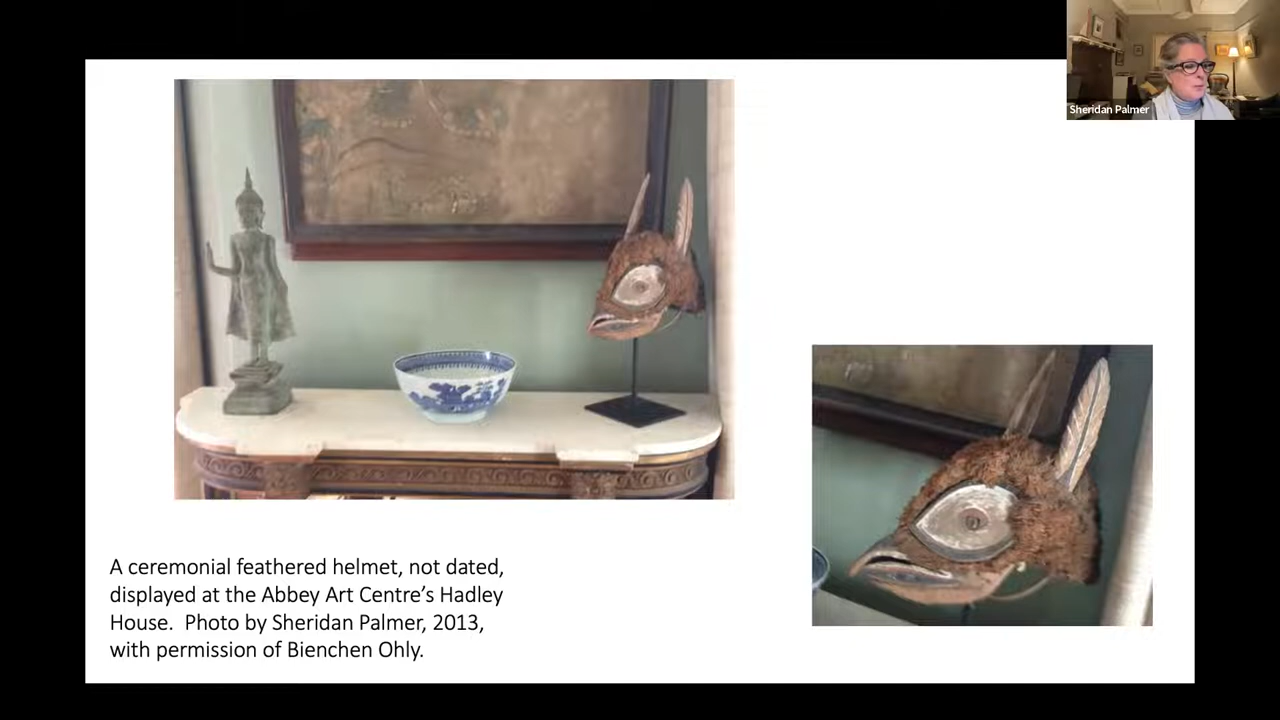 Sheridan Palmer
A ceremonial feathered helmet, not dated,
displayed at the Abbey Art Centre’s Hadley
House.  Photo by Sheridan Palmer, 2013,
with permission of Bienchen Ohly.